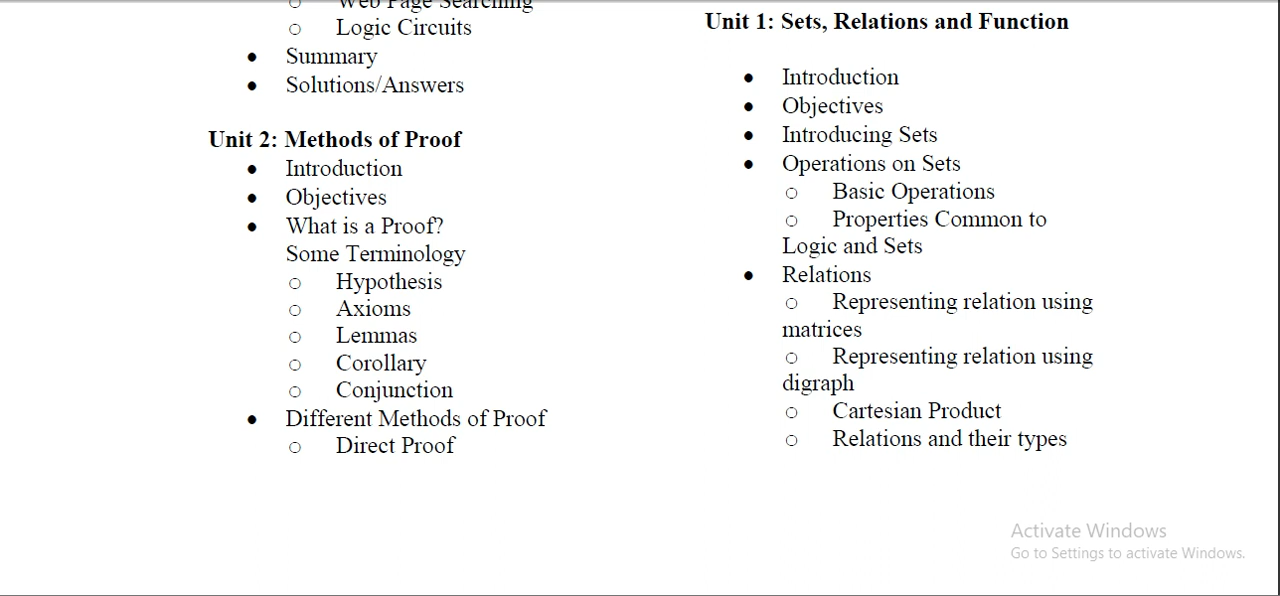 Web Page Searching
○ Logic Circuits
● Summary
● Solutions/Answers
Unit 2: Methods of Proof
● Introduction
● Objectives
● What is a Proof?
Some Terminology
○ Hypothesis
○ Axioms
○ Lemmas
○ Corollary
○ Conjunction
● Different Methods of Proof
○ Direct Proof
Unit 1: Sets, Relations and Function
● Introduction
● Objectives
● Introducing Sets
● Operations on Sets
○ Basic Operations
○ Properties Common to
Logic and Sets
● Relations
○ Representing relation using
matrices
○ Representing relation using
digraph
○ Cartesian Product
○ Relations and their types
Activate Windows
Go to Settings to activate Windows.